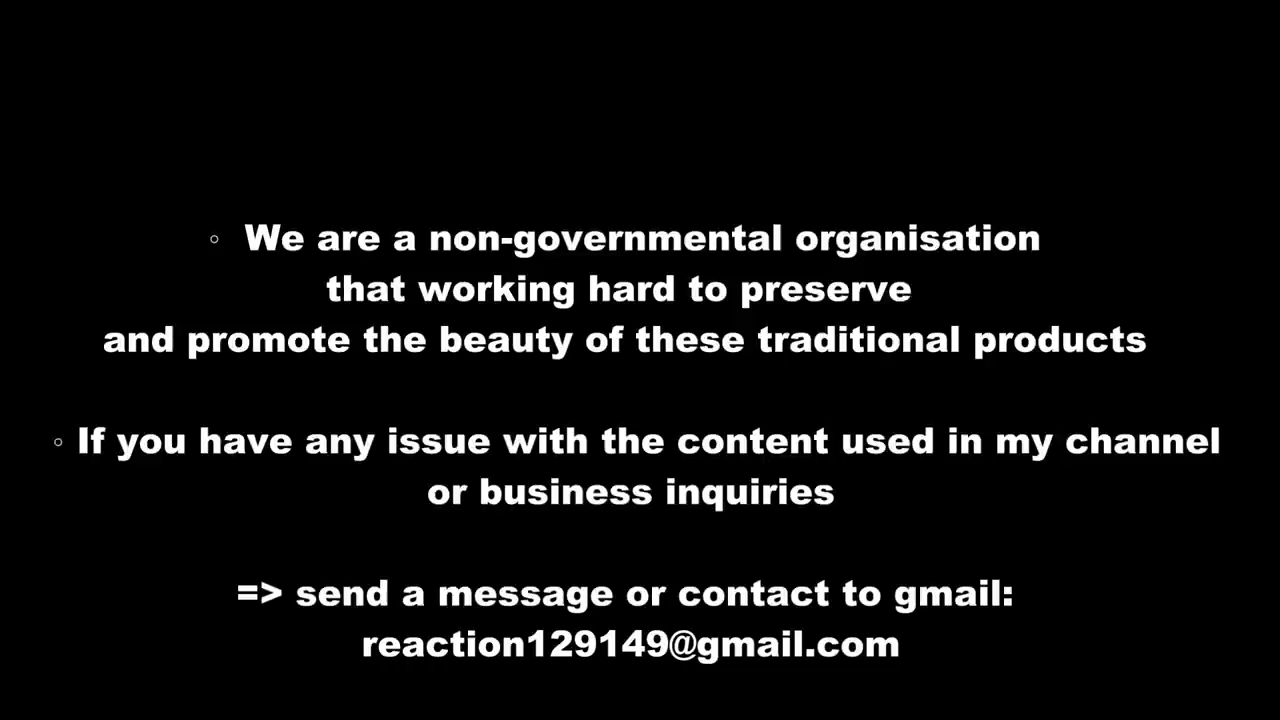 ◦ We are a non-governmental organisation
that working hard to preserve
and promote the beauty of these traditional products
◦ If you have any issue with the content used in my channel
or business inquiries
=> send a message or contact to gmail:
reaction129149@gmail.com